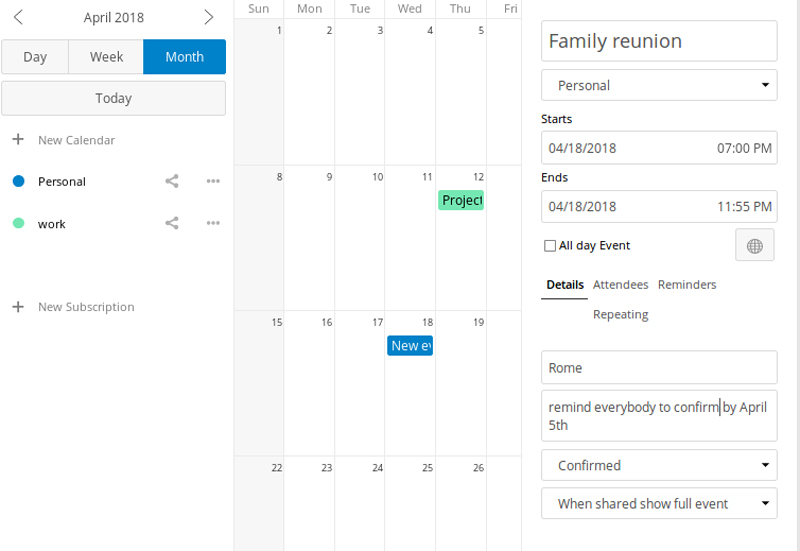 April 2018
Day Week Month
Today
New Calendar
Personal
work
New Subscription
Sun Mon Tue Wed Thu Fri
1 2 3 4 5
8 9 10 11 12
Project
15 16 17 18 19
New ev
22 23 24 25 26
Family reunion
Personal
Starts
04/18/2018 07:00 PM
Ends
04/18/2018 11:55 PM
All day Event
Details Attendees Reminders
Repeating
Rome
remind everybody to confirm by April
5th
Confirmed
When shared show full event